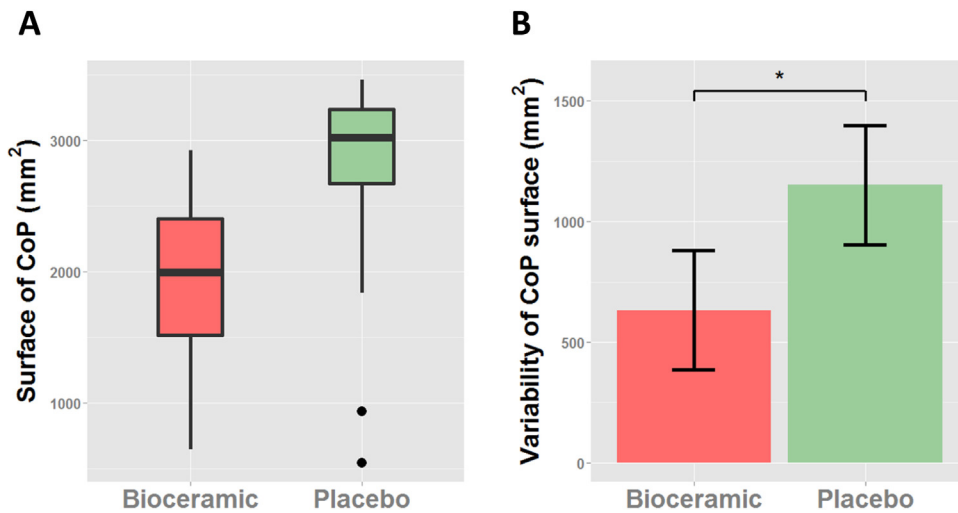 A
Surface of CoP (mm²)
3000
2000
1000
Bioceramic Placebo
B
Variability of CoP surface (mm²)
*
1500
1000
500
0
Bioceramic Placebo